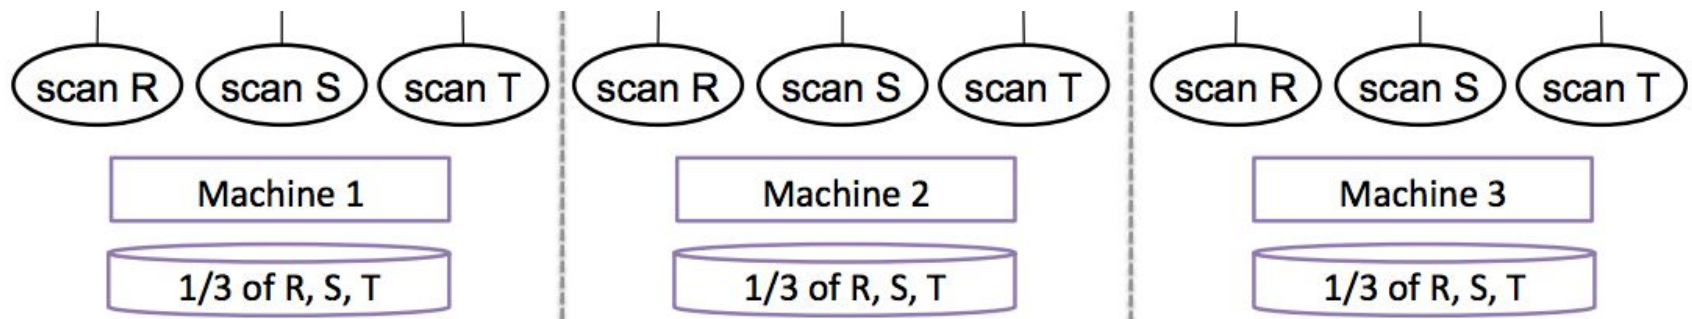 scan R scan S scan T scan R scan S scan T scan R scan S scan T
Machine 1 Machine 2 Machine 3
1/3 of R, S, T 1/3 of R, S, T 1/3 of R, S, T